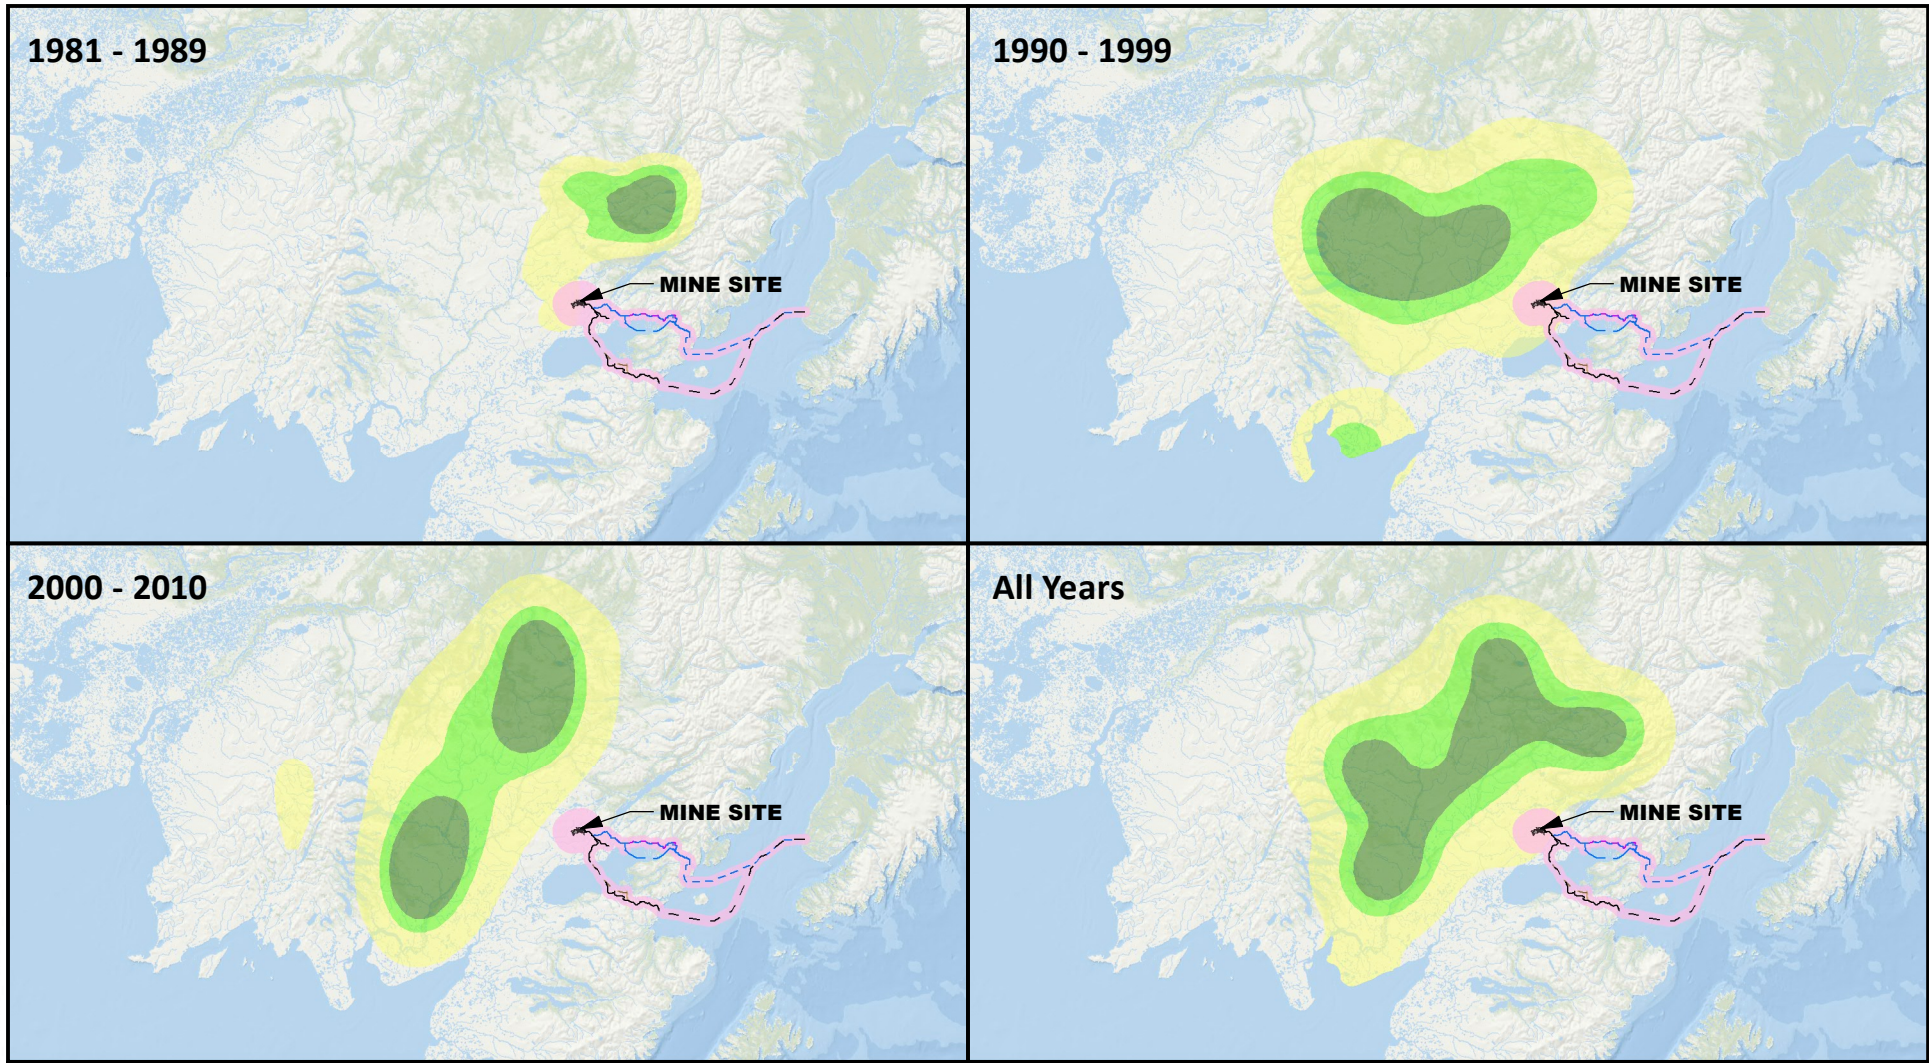 1981 - 1989
MINE SITE
1990 - 1999
MINE SITE
2000 - 2010
MINE SITE
All Years
MINE SITE